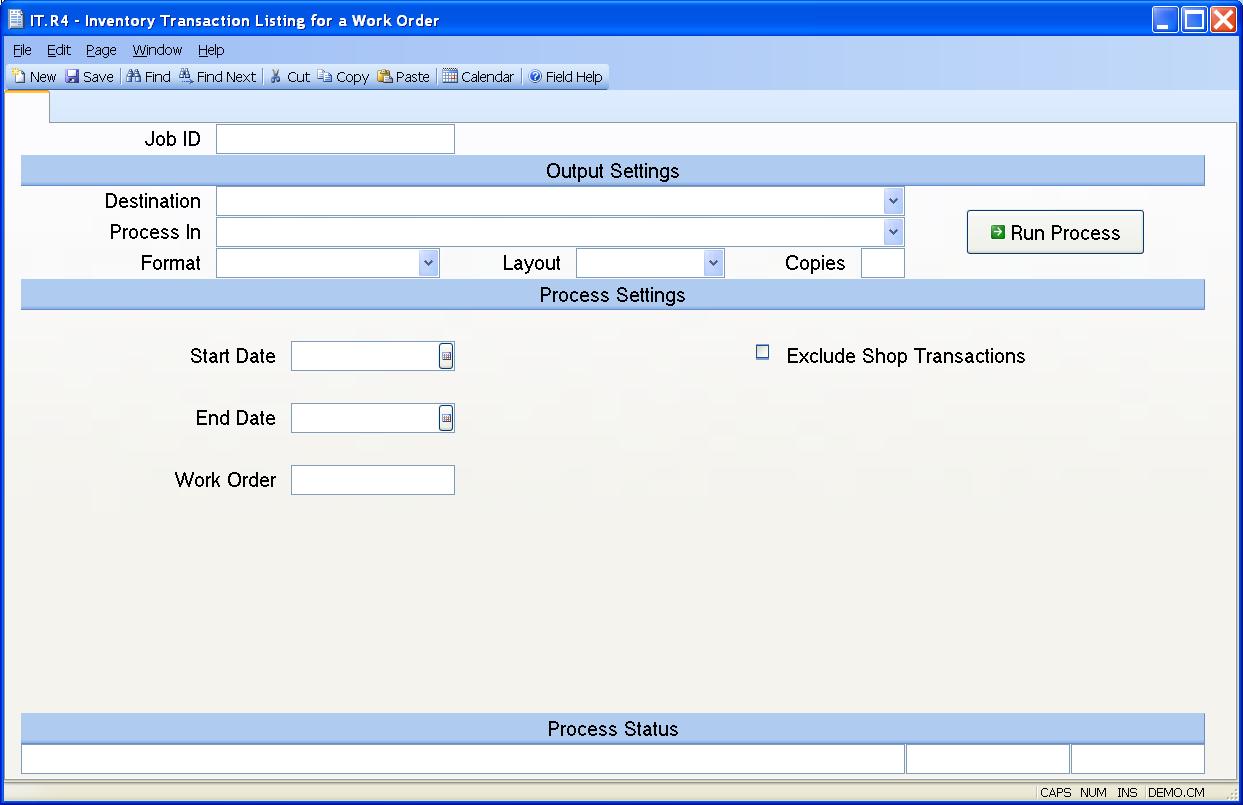 IT.R4 - Inventory Transaction Listing for a Work Order
File Edit Page Window Help
New Save Find Find Next Cut Copy Paste Calendar Field Help
Job ID
Output Settings
Destination
Process In
Run Process
Format Layout Copies
Process Settings
Start Date Exclude Shop Transactions
End Date
Work Order
Process Status
CAPS NUM INS DEMO.CM